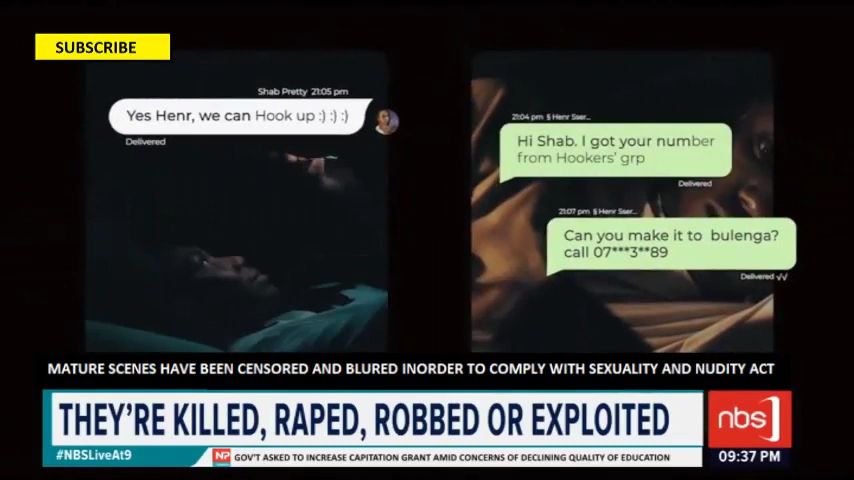 SUBSCRIBE
Shab Pretty 21:05 pm
Yes Henr, we can Hook up :) :) :)
Delivered
21:04 pm § Henr Sser...
Hi Shab. I got your number
from Hookers' grp
Delivered
21:07 pm § Henr Sser...
Can you make it to bulenga?
call 07***3**89
Delivered
MATURE SCENES HAVE BEEN CENSORED AND BLURED INORDER TO COMPLY WITH SEXUALITY AND NUDITY ACT
THEY'RE KILLED, RAPED, ROBBED OR EXPLOITED
nbs
#NBSLiveAt9
NP
GOV'T ASKED TO INCREASE CAPITATION GRANT AMID CONCERNS OF DECLINING QUALITY OF EDUCATION
09:37 PM